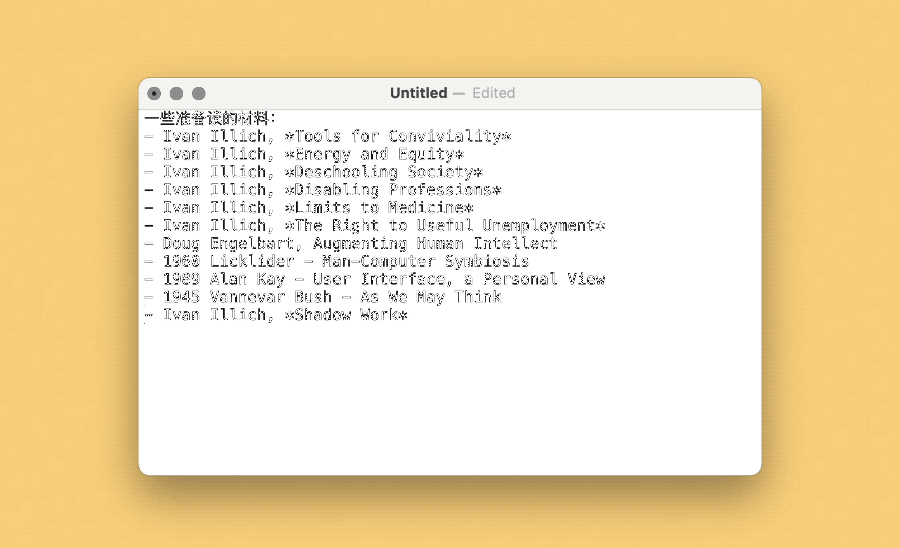 Untitled — Edited
一些准备读的材料：
- Ivan Illich, *Tools for Conviviality*
- Ivan Illich, *Energy and Equity*
- Ivan Illich, *Deschooling Society*
- Ivan Illich, *Disabling Professions*
- Ivan Illich, *Limits to Medicine*
- Ivan Illich, *The Right to Useful Unemployment*
- Doug Engelbart, Augmenting Human Intellect
- 1960 Licklider - Man-Computer Symbiosis
- 1989 Alan Kay - User Interface, a Personal View
- 1945 Vannevar Bush - As We May Think
- Ivan Illich, *Shadow Work*